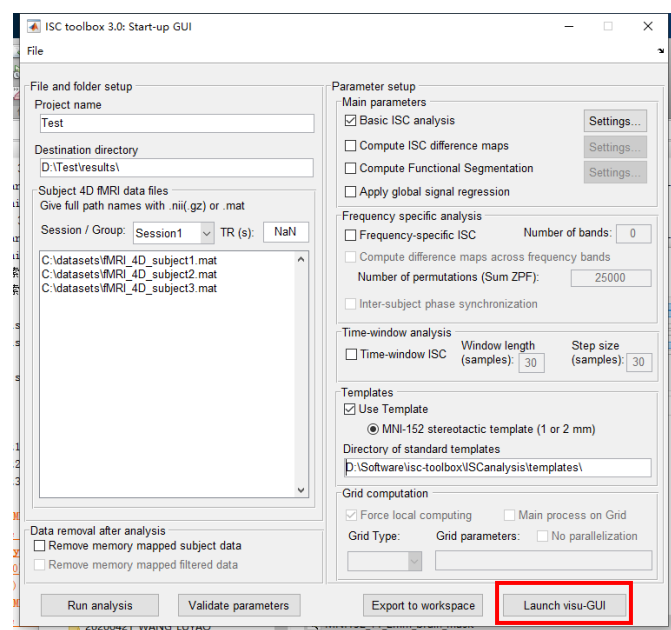 ISC toolbox 3.0: Start-up GUI
File
File and folder setup
Project name
Test
Destination directory
D:\Test\results\
Subject 4D fMRI data files
Give full path names with .nii(.gz) or .mat
Session / Group: Session1 TR (s): NaN
C:\datasets\fMRI_4D_subject1.mat
C:\datasets\fMRI_4D_subject2.mat
C:\datasets\fMRI_4D_subject3.mat
Data removal after analysis
Remove memory mapped subject data
Remove memory mapped filtered data
Parameter setup
Main parameters
Basic ISC analysis Settings...
Compute ISC difference maps Settings...
Compute Functional Segmentation Settings...
Apply global signal regression
Frequency specific analysis
Frequency-specific ISC Number of bands: 0
Compute difference maps across frequency bands
Number of permutations (Sum ZPF): 25000
Inter-subject phase synchronization
Time-window analysis
Time-window ISC Window length (samples): 30 Step size (samples): 30
Templates
Use Template
MNI-152 stereotactic template (1 or 2 mm)
Directory of standard templates
D:\Software\isc-toolbox\ISCanalysis\templates\
Grid computation
Force local computing Main process on Grid
Grid Type: Grid parameters: No parallelization
Run analysis Validate parameters Export to workspace Launch visu-GUI